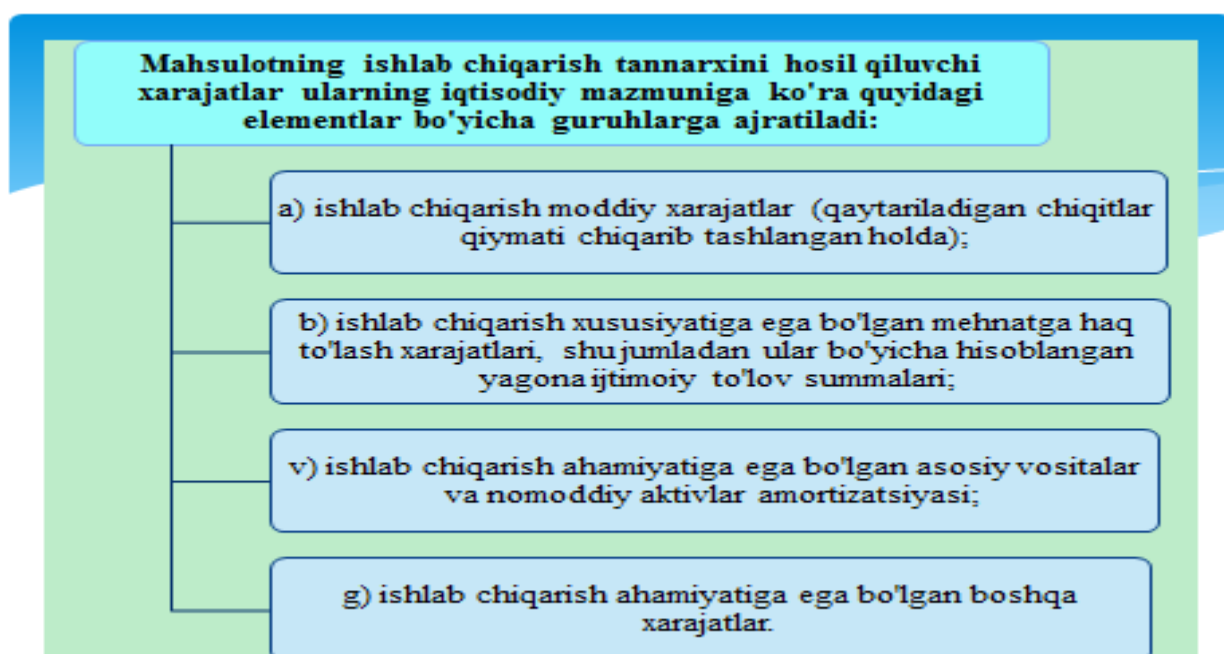 Mahsulotning ishlab chiqarish tannarxini hosil qiluvchi
xarajatlar ularning iqtisodiy mazmuniga ko'ra quyidagi
elementlar bo'yicha guruhlarga ajratiladi:
a) ishlab chiqarish moddiy xarajatlar (qaytariladigan chiqitlar
qiymati chiqarib tashlangan holda);
b) ishlab chiqarish xususiyatiga ega bo'lgan mehnatga haq
to'lash xarajatlari, shu jumladan ular bo'yicha hisoblangan
yagona ijtimoiy to'lov summalari;
v) ishlab chiqarish ahamiyatiga ega bo'lgan asosiy vositalar
va nomoddiy aktivlar amortizatsiyasi;
g) ishlab chiqarish ahamiyatiga ega bo'lgan boshqa
xarajatlar.